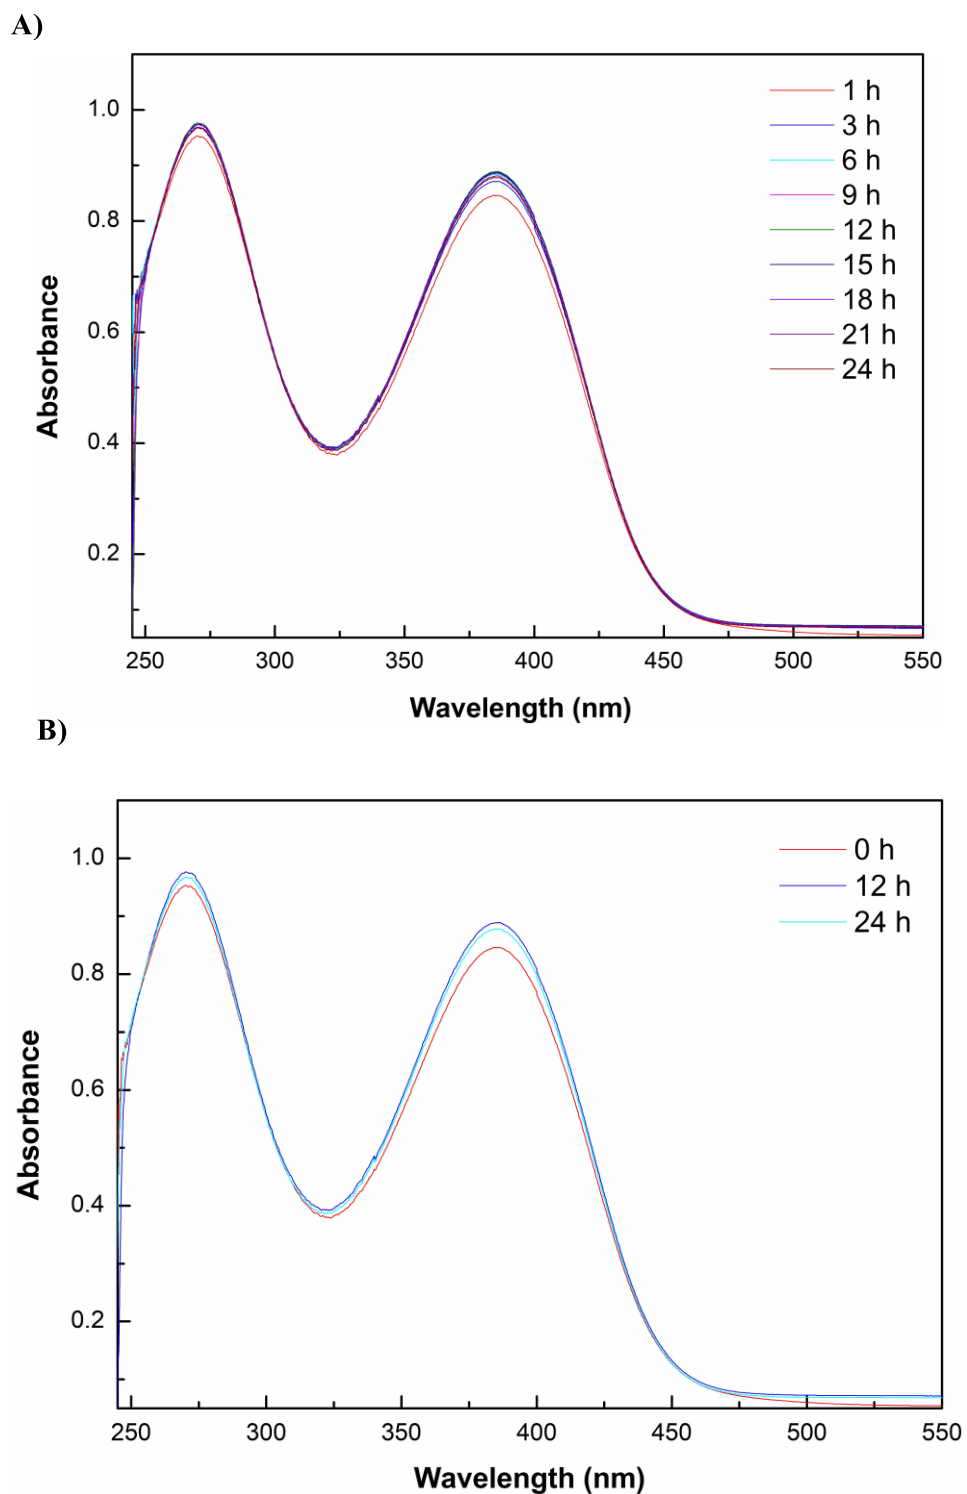 A)
1.0
0.8
0.6
0.4
0.2
Absorbance
1 h
3 h
6 h
9 h
12 h
15 h
18 h
21 h
24 h
250 300 350 400 450 500 550
Wavelength (nm)
B)
1.0
0.8
0.6
0.4
0.2
Absorbance
0 h
12 h
24 h
250 300 350 400 450 500 550
Wavelength (nm)